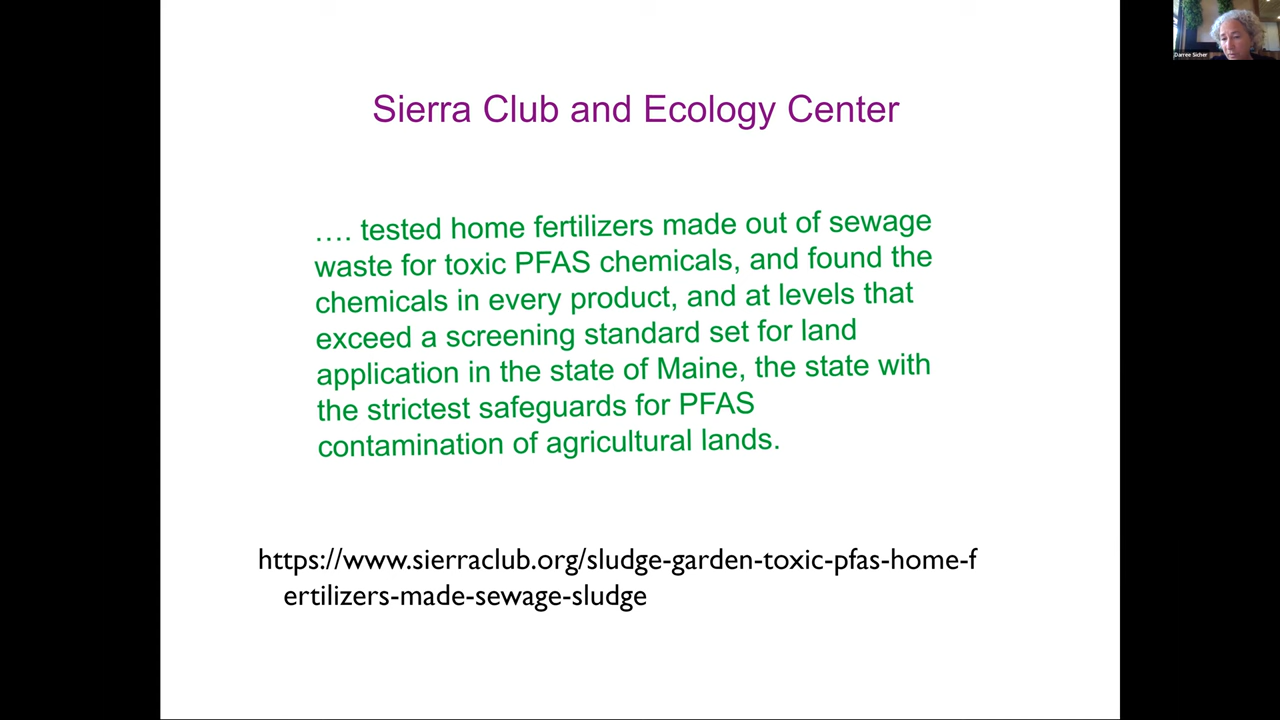 Sierra Club and Ecology Center
…. tested home fertilizers made out of sewage
waste for toxic PFAS chemicals, and found the
chemicals in every product, and at levels that
exceed a screening standard set for land
application in the state of Maine, the state with
the strictest safeguards for PFAS
contamination of agricultural lands.
https://www.sierraclub.org/sludge-garden-toxic-pfas-home-f
ertilizers-made-sewage-sludge
Darree Sicher